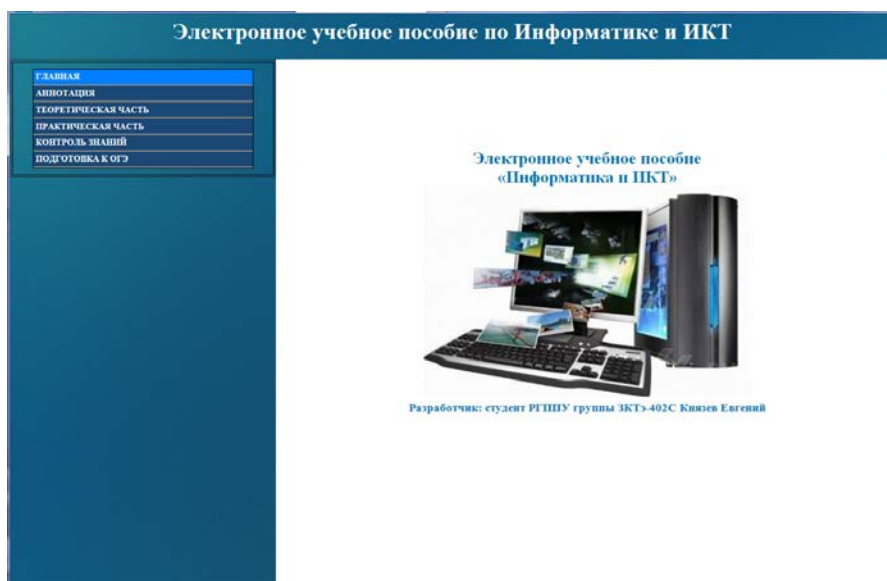 Электронное учебное пособие по Информатике и ИКТ
ГЛАВНАЯ
АННОТАЦИЯ
ТЕОРЕТИЧЕСКАЯ ЧАСТЬ
ПРАКТИЧЕСКАЯ ЧАСТЬ
КОНТРОЛЬ ЗНАНИЙ
ПОДГОТОВКА К ОГЭ
Электронное учебное пособие
«Информатика и ИКТ»
Разработчик: студент РГППУ группы ЗКТэ-402С Князев Евгений